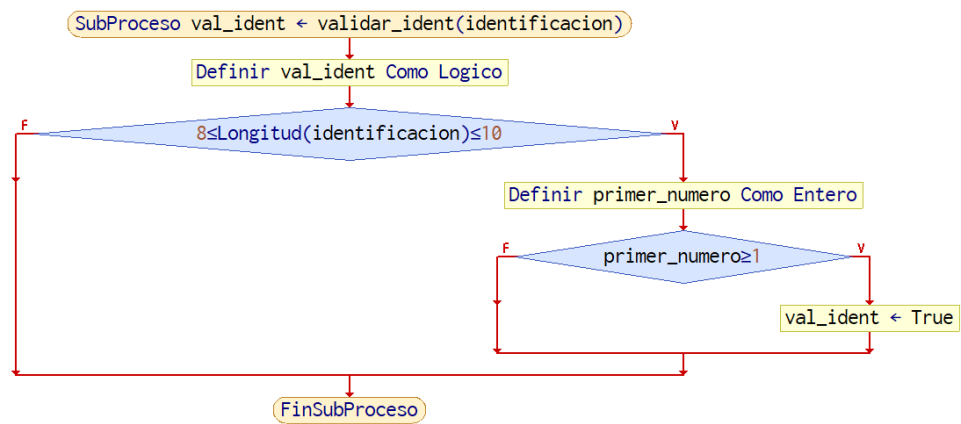 SubProceso val_ident ← validar_ident(identificacion)
Definir val_ident Como Logico
F
8≤Longitud(identificacion)≤10
V
Definir primer_numero Como Entero
F
primer_numero≥1
V
val_ident ← True
FinSubProceso